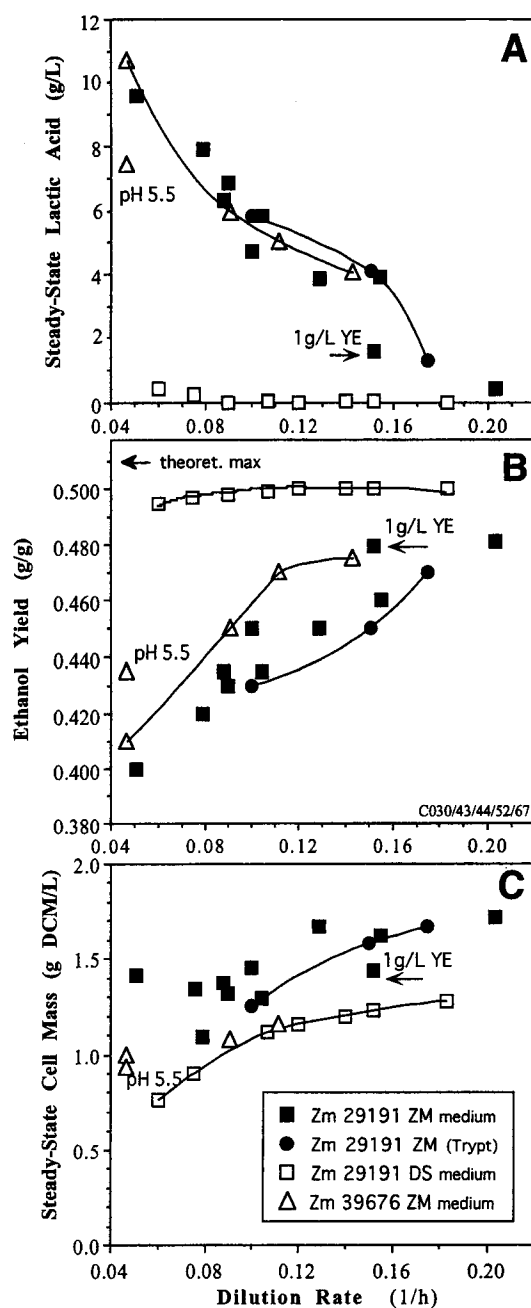 A
Steady-State Lactic Acid (g/L)
12
10
8
6
4
2
0
pH 5.5
1g/L YE
0.04 0.08 0.12 0.16 0.20
B
Ethanol Yield (g/g)
theoret. max
0.500
0.480
0.460
0.440
0.420
0.400
0.380
1g/L YE
pH 5.5
C030/43/44/52/67
0.04 0.08 0.12 0.16 0.20
C
Steady-State Cell Mass (g DCM/L)
2.0
1.5
1.0
0.5
0.0
1g/L YE
pH 5.5
Zm 29191 ZM medium
Zm 29191 ZM (Trypt)
Zm 29191 DS medium
Zm 39676 ZM medium
0.04 0.08 0.12 0.16 0.20
Dilution Rate (1/h)